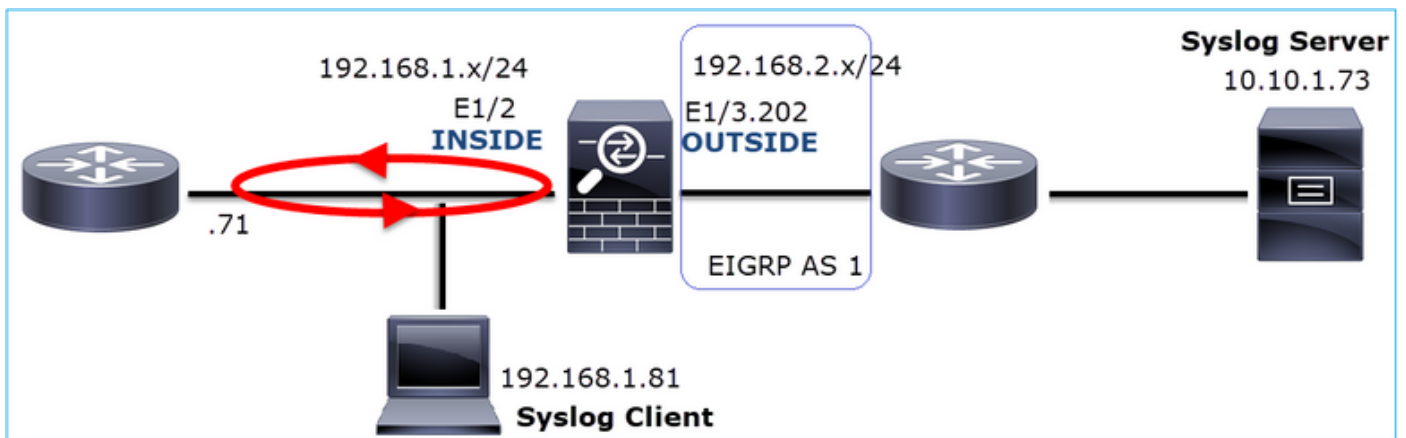 Syslog Server
10.10.1.73
192.168.1.x/24
192.168.2.x/24
E1/2
INSIDE
E1/3.202
OUTSIDE
.71
EIGRP AS 1
192.168.1.81
Syslog Client